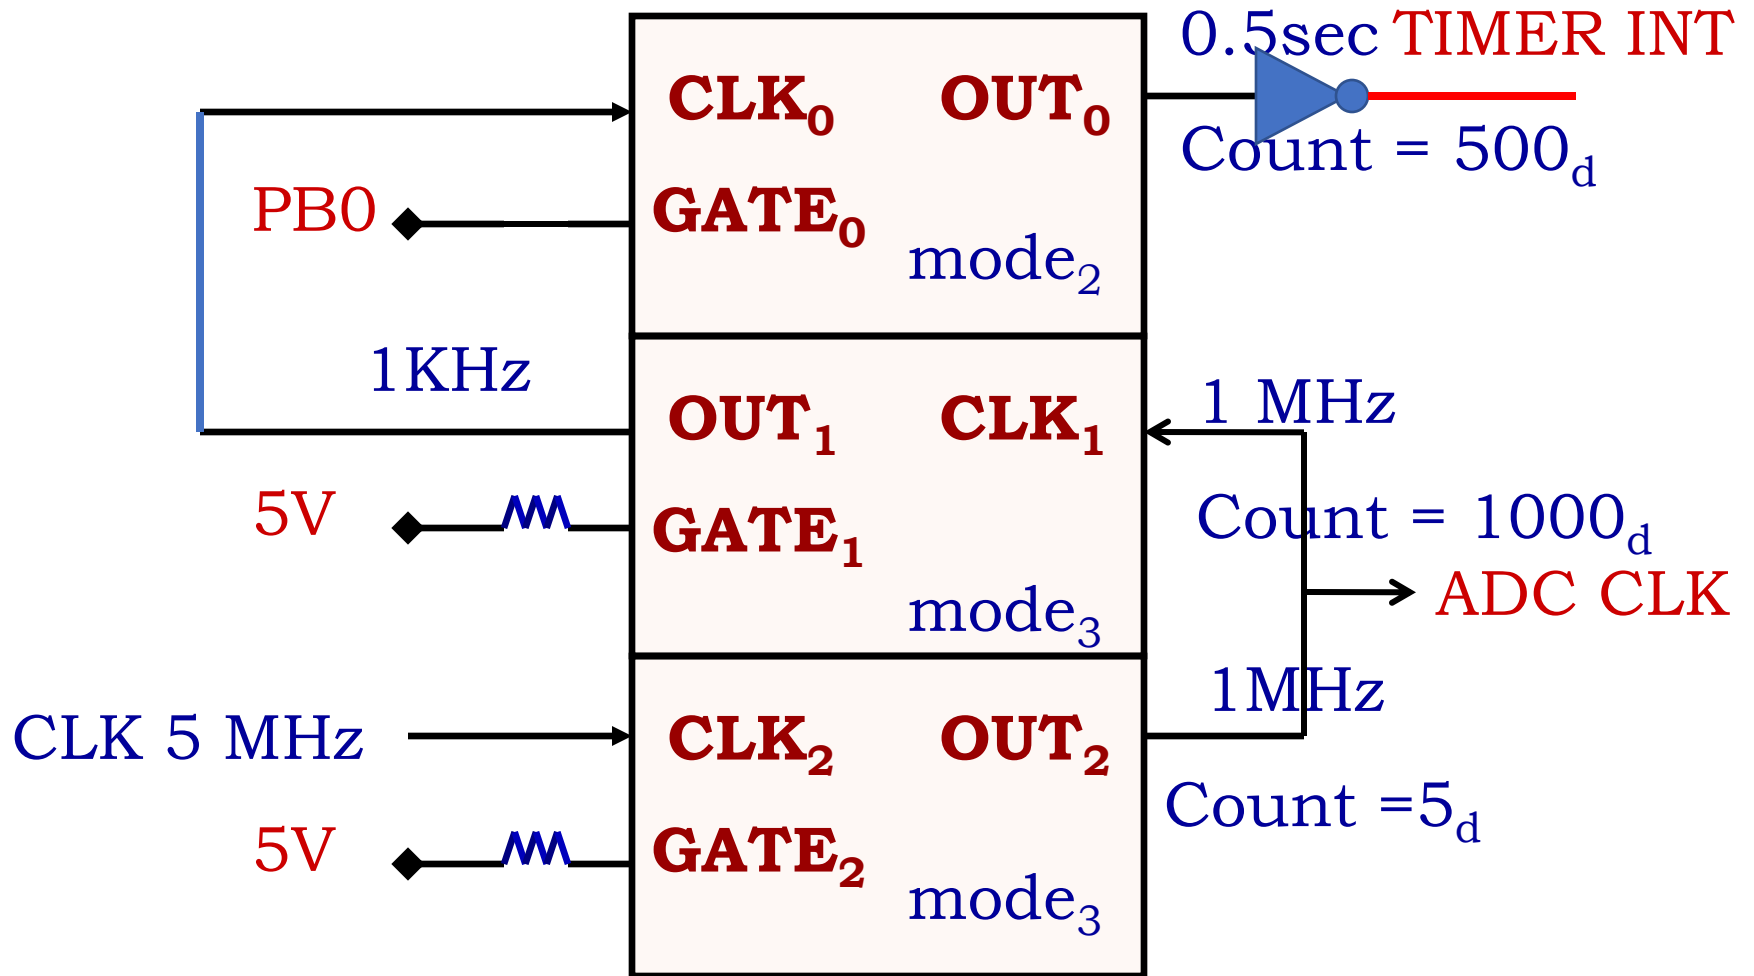 0.5sec TIMER INT
CLK0 OUT0
Count = 500d
PB0 GATE0
mode2
1KHz
1 MHz
OUT1 CLK1
5V
Count = 1000d
GATE1
ADC CLK
mode3
1MHz
CLK 5 MHz
CLK2 OUT2
Count =5d
5V GATE2
mode3